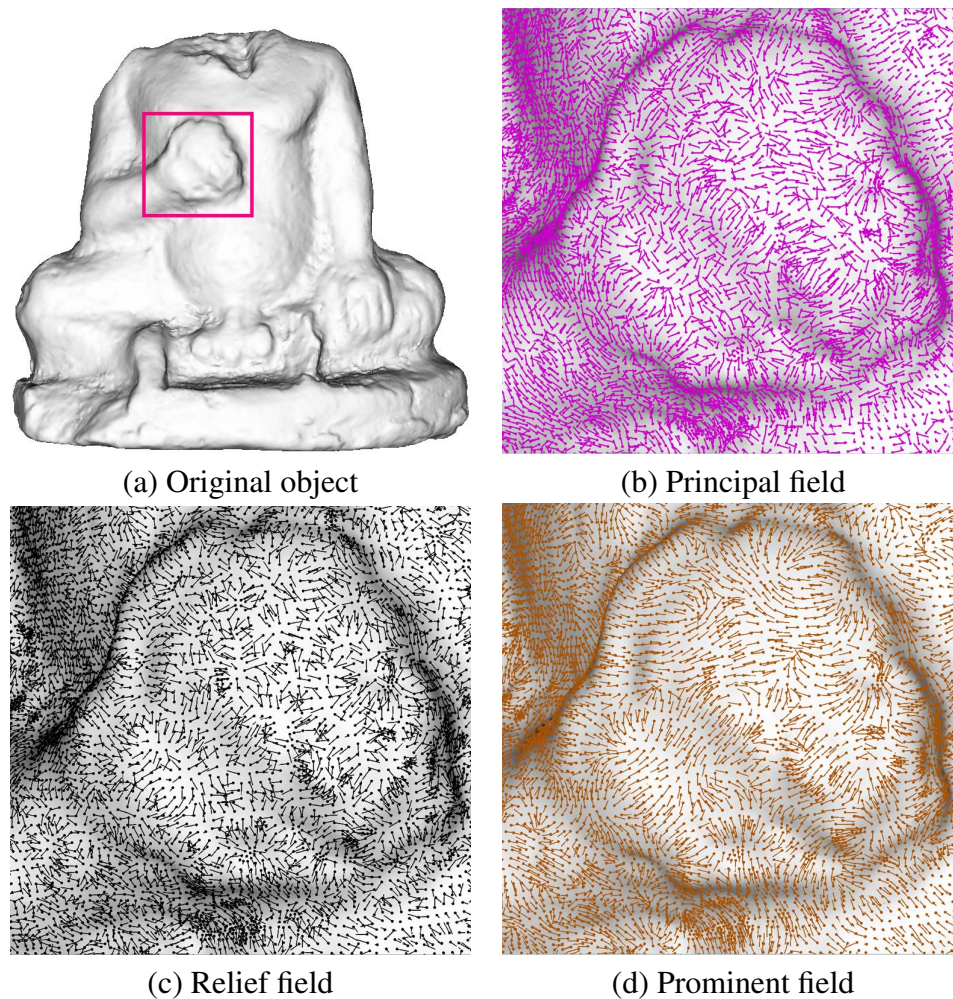 (a) Original object
(b) Principal field
(c) Relief field
(d) Prominent field